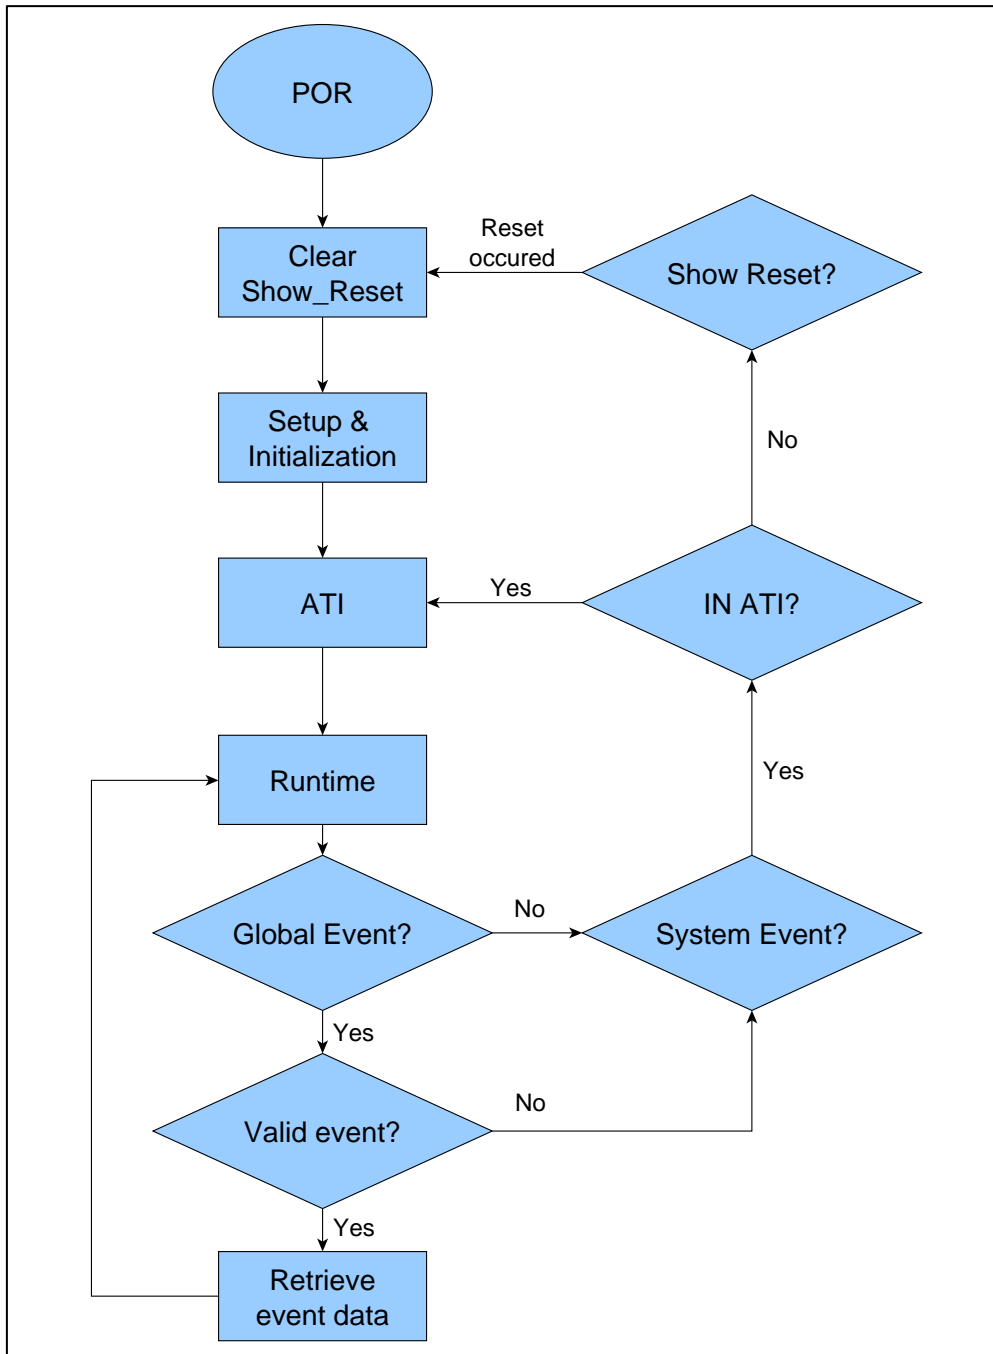 POR
Clear
Show_Reset
Reset
occured
Show Reset?
Setup &
Initialization
No
ATI
Yes
IN ATI?
Runtime
Yes
Global Event?
No
System Event?
Yes
Valid event?
No
Yes
Retrieve
event data